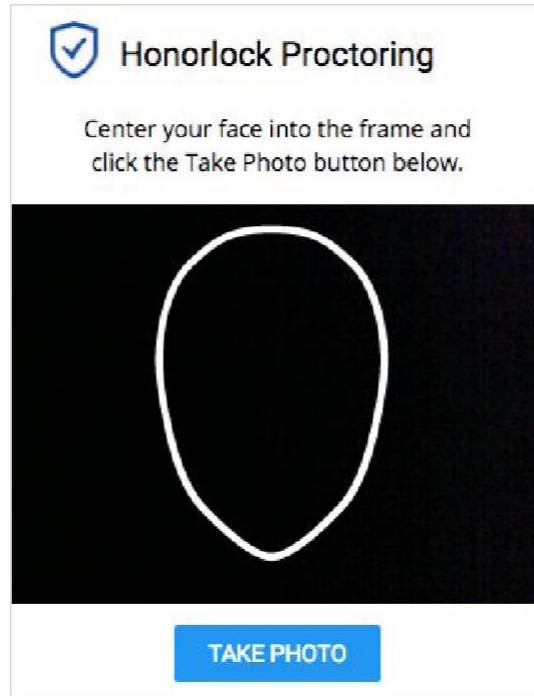 Honorlock Proctoring
Center your face into the frame and
click the Take Photo button below.
TAKE PHOTO